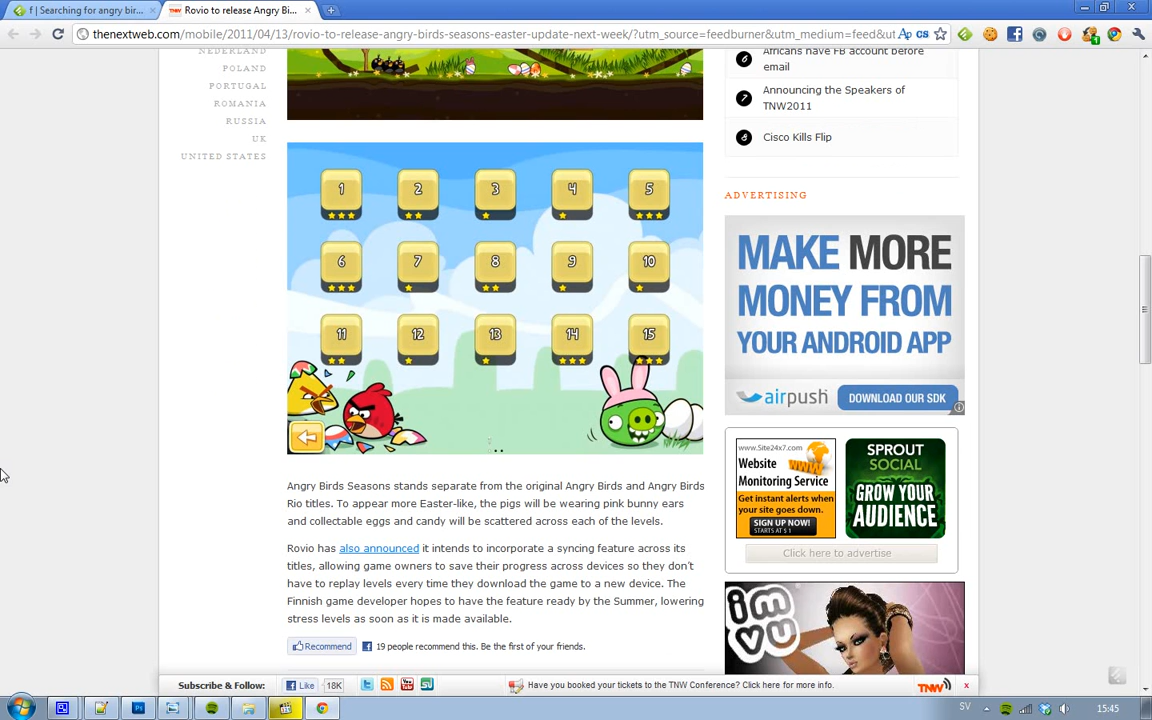 f | Searching for angry bir...
Rovio to release Angry Bi...
thenextweb.com/mobile/2011/04/13/rovio-to-release-angry-birds-seasons-easter-update-next-week/?utm_source=feedburner&utm_medium=feed&ut
NEDERLAND
POLAND
PORTUGAL
ROMANIA
RUSSIA
UK
UNITED STATES
1 2 3 4 5
6 7 8 9 10
11 12 13 14 15
Angry Birds Seasons stands separate from the original Angry Birds and Angry Birds
Rio titles. To appear more Easter-like, the pigs will be wearing pink bunny ears
and collectable eggs and candy will be scattered across each of the levels.
Rovio has also announced it intends to incorporate a syncing feature across its
titles, allowing game owners to save their progress across devices so they don't
have to replay levels every time they download the game to a new device. The
Finnish game developer hopes to have the feature ready by the Summer, lowering
stress levels as soon as it is made available.
Recommend
19 people recommend this. Be the first of your friends.
6 Africans have FB account before
email
7 Announcing the Speakers of
TNW2011
8 Cisco Kills Flip
ADVERTISING
MAKE MORE
MONEY FROM
YOUR ANDROID APP
airpush
DOWNLOAD OUR SDK
www.Site24x7.com
Website
Monitoring
Service
WWW
Get instant alerts when
your site goes down!
SIGN UP NOW!
STARTS AT $1
SPROUT
SOCIAL
GROW YOUR
AUDIENCE
Click here to advertise
imvu
Subscribe & Follow:
Like
18K
Have you booked your tickets to the TNW Conference? Click here for more info.
TNW
x
SV
15:45